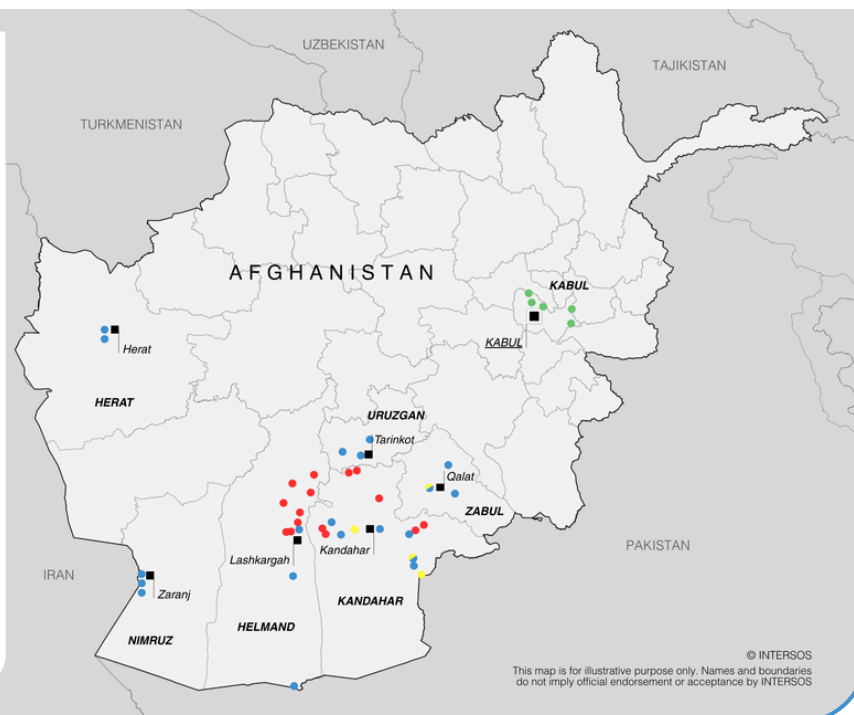 UZBEKISTAN
TAJIKISTAN
TURKMENISTAN
AFGHANISTAN
KABUL
KABUL
Herat
HERAT
URUZGAN
Tarinkot
Qalat
ZABUL
Lashkargah
Kandahar
PAKISTAN
IRAN
Zaranj
KANDAHAR
HELMAND
NIMRUZ
© INTERSOS
This map is for illustrative purpose only. Names and boundaries
do not imply official endorsement or acceptance by INTERSOS